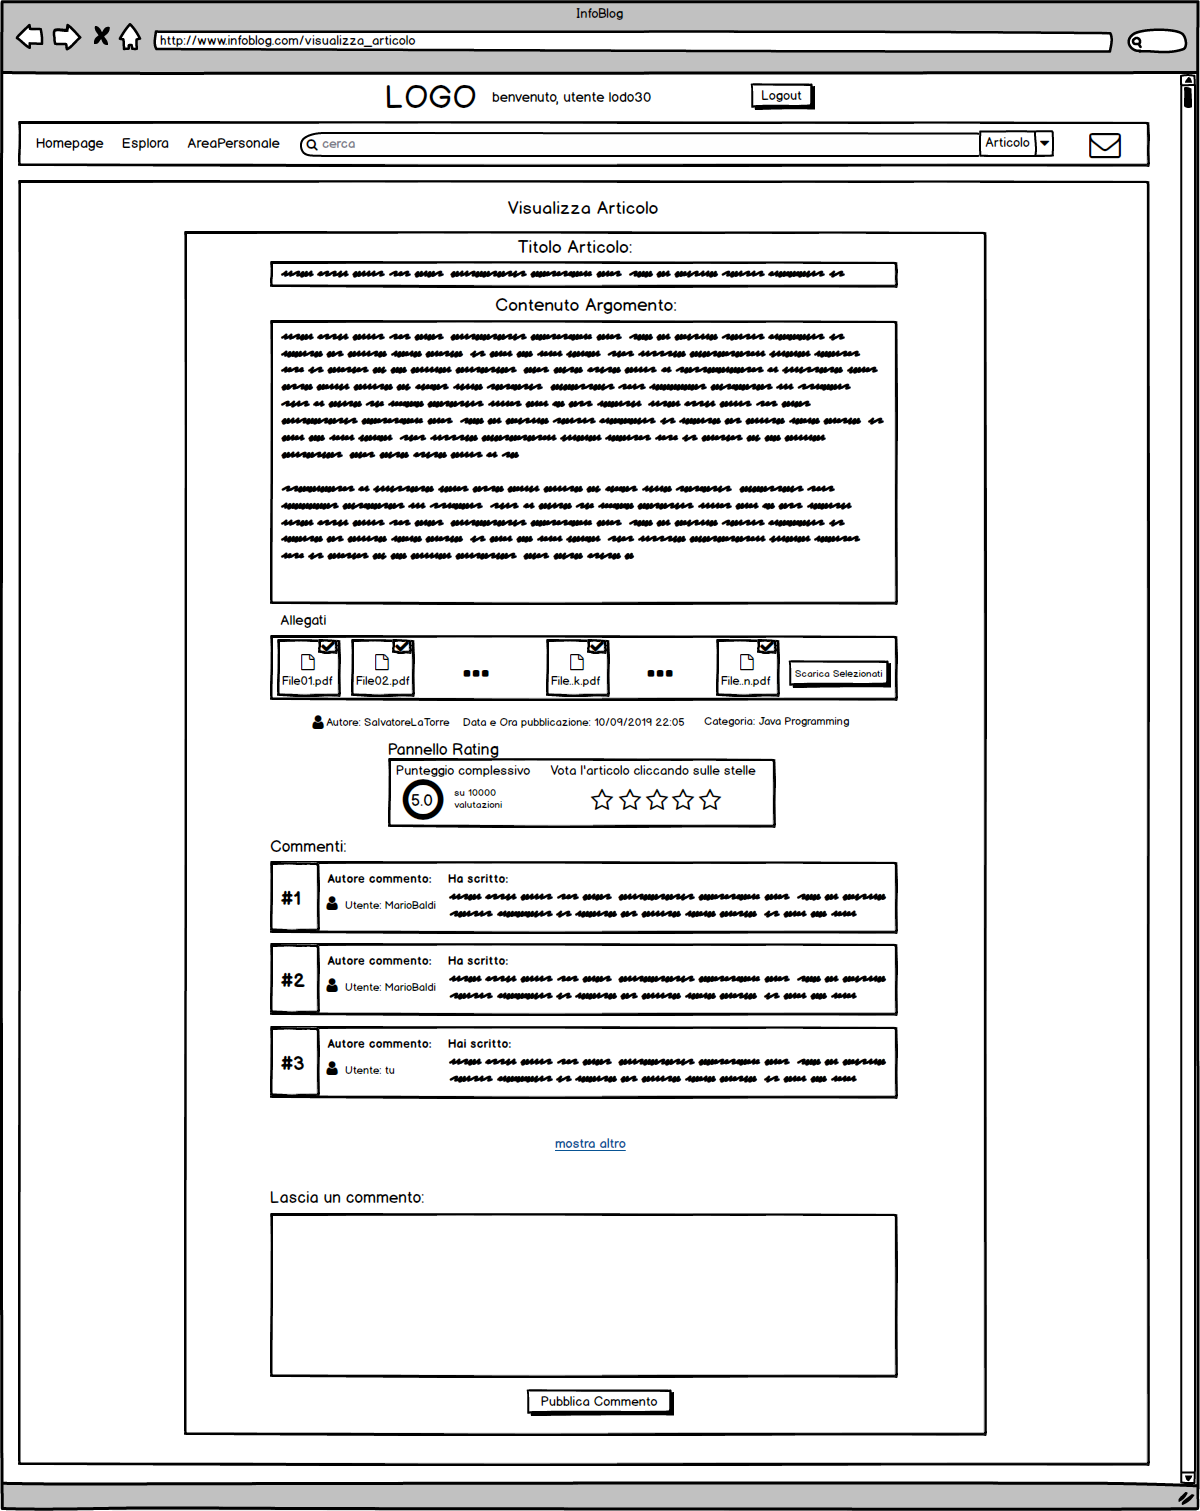 InfoBlog
http://www.infoblog.com/visualizza_articolo
LOGO benvenuto, utente lodo30 Logout
Homepage Esplora AreaPersonale cerca Articolo
Visualizza Articolo
Titolo Articolo:
Contenuto Argomento:
Allegati
File01.pdf File02.pdf ... File..k.pdf ... File..n.pdf Scarica Selezionati
Autore: SalvatoreLaTorre Data e Ora pubblicazione: 10/09/2019 22:05 Categoria: Java Programming
Pannello Rating
Punteggio complessivo Vota l'articolo cliccando sulle stelle
5.0 su 10000
valutazioni
Commenti:
#1 Autore commento: Ha scritto:
Utente: MarioBaldi
#2 Autore commento: Ha scritto:
Utente: MarioBaldi
#3 Autore commento: Hai scritto:
Utente: tu
mostra altro
Lascia un commento:
Pubblica Commento